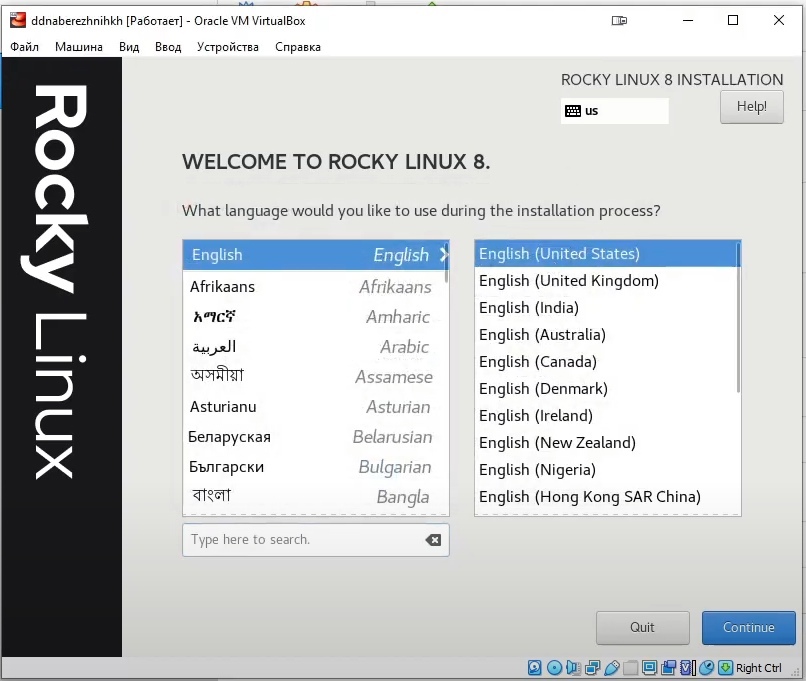 ddnaberezhnihkh [Работает] - Oracle VM VirtualBox
Файл Машина Вид Ввод Устройства Справка
Rocky Linux
ROCKY LINUX 8 INSTALLATION
us
Help!
WELCOME TO ROCKY LINUX 8.
What language would you like to use during the installation process?
English English
Afrikaans Afrikaans
አማርኛ Amharic
العربية Arabic
অসমীয়া Assamese
Asturianu Asturian
Беларуская Belarusian
Български Bulgarian
বাংলা Bangla
English (United States)
English (United Kingdom)
English (India)
English (Australia)
English (Canada)
English (Denmark)
English (Ireland)
English (New Zealand)
English (Nigeria)
English (Hong Kong SAR China)
Type here to search.
Quit Continue
Right Ctrl